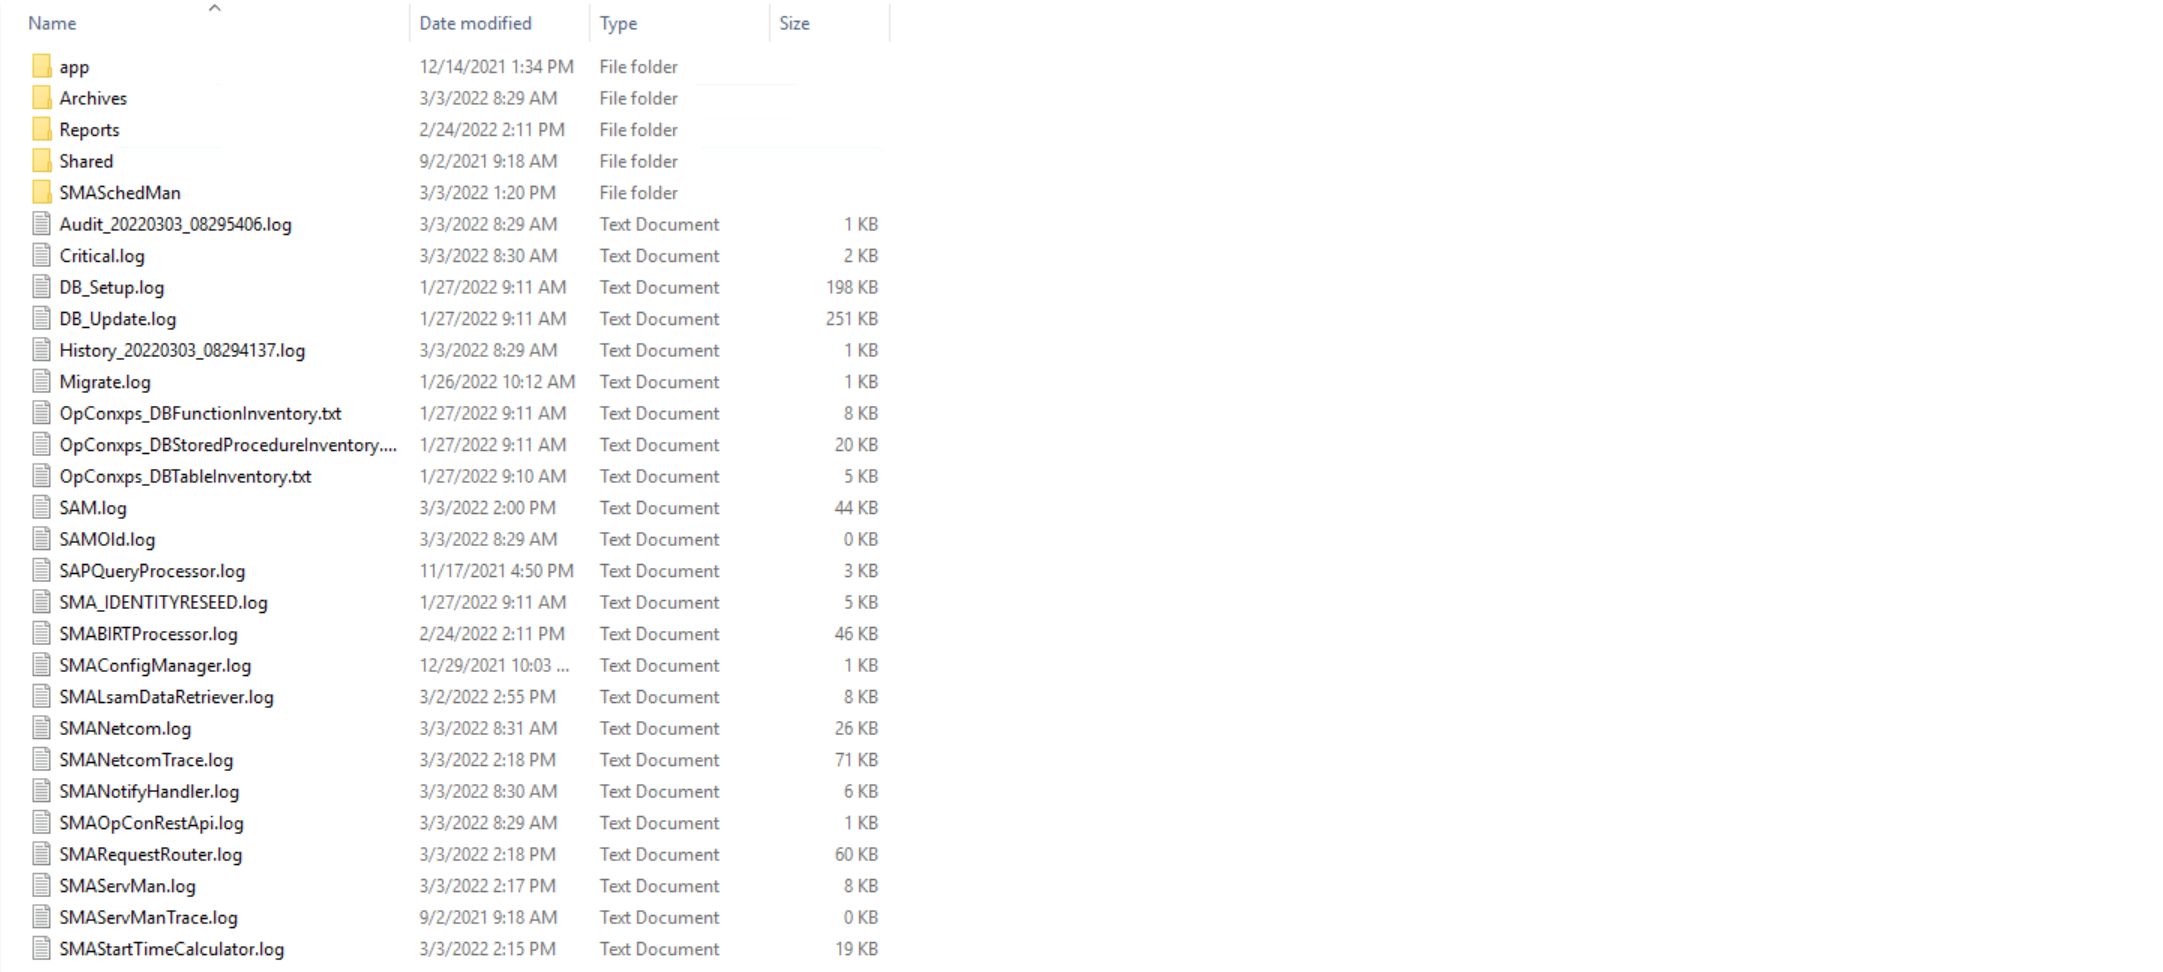 Name Date modified Type Size
app 12/14/2021 1:34 PM File folder
Archives 3/3/2022 8:29 AM File folder
Reports 2/24/2022 2:11 PM File folder
Shared 9/2/2021 9:18 AM File folder
SMASchedMan 3/3/2022 1:20 PM File folder
Audit_20220303_08295406.log 3/3/2022 8:29 AM Text Document 1 KB
Critical.log 3/3/2022 8:30 AM Text Document 2 KB
DB_Setup.log 1/27/2022 9:11 AM Text Document 198 KB
DB_Update.log 1/27/2022 9:11 AM Text Document 251 KB
History_20220303_08294137.log 3/3/2022 8:29 AM Text Document 1 KB
Migrate.log 1/26/2022 10:12 AM Text Document 1 KB
OpConxps_DBFunctionInventory.txt 1/27/2022 9:11 AM Text Document 8 KB
OpConxps_DBStoredProcedureInventory.... 1/27/2022 9:11 AM Text Document 20 KB
OpConxps_DBTableInventory.txt 1/27/2022 9:10 AM Text Document 5 KB
SAM.log 3/3/2022 2:00 PM Text Document 44 KB
SAMOld.log 3/3/2022 8:29 AM Text Document 0 KB
SAPQueryProcessor.log 11/17/2021 4:50 PM Text Document 3 KB
SMA_IDENTITYRESEED.log 1/27/2022 9:11 AM Text Document 5 KB
SMABIRTProcessor.log 2/24/2022 2:11 PM Text Document 46 KB
SMAConfigManager.log 12/29/2021 10:03 ... Text Document 1 KB
SMALsamDataRetriever.log 3/2/2022 2:55 PM Text Document 8 KB
SMANetcom.log 3/3/2022 8:31 AM Text Document 26 KB
SMANetcomTrace.log 3/3/2022 2:18 PM Text Document 71 KB
SMANotifyHandler.log 3/3/2022 8:30 AM Text Document 6 KB
SMAOpConRestApi.log 3/3/2022 8:29 AM Text Document 1 KB
SMARequestRouter.log 3/3/2022 2:18 PM Text Document 60 KB
SMAServMan.log 3/3/2022 2:17 PM Text Document 8 KB
SMAServManTrace.log 9/2/2021 9:18 AM Text Document 0 KB
SMAStartTimeCalculator.log 3/3/2022 2:15 PM Text Document 19 KB